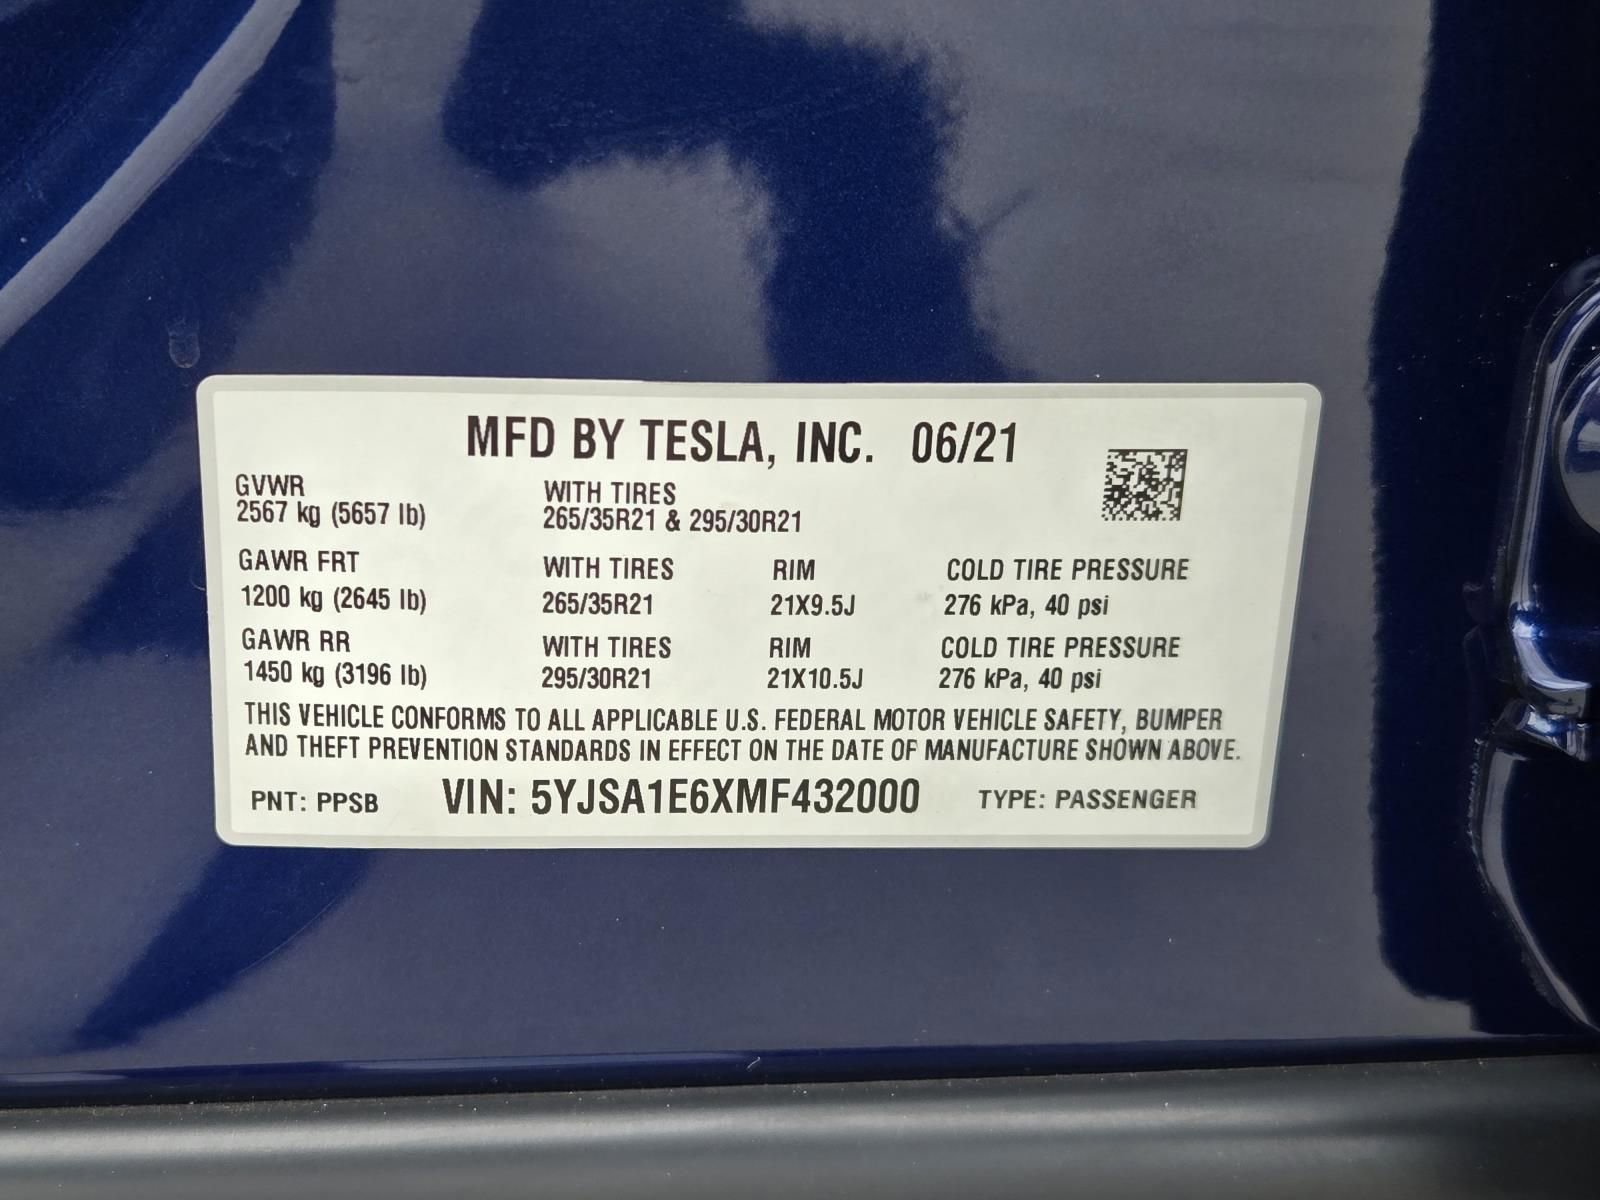 MFD BY TESLA, INC. 06/21
GVWR WITH TIRES
2567 kg (5657 lb) 265/35R21 & 295/30R21
GAWR FRT WITH TIRES RIM COLD TIRE PRESSURE
1200 kg (2645 lb) 265/35R21 21X9.5J 276 kPa, 40 psi
GAWR RR WITH TIRES RIM COLD TIRE PRESSURE
1450 kg (3196 lb) 295/30R21 21X10.5J 276 kPa, 40 psi
THIS VEHICLE CONFORMS TO ALL APPLICABLE U.S. FEDERAL MOTOR VEHICLE SAFETY, BUMPER
AND THEFT PREVENTION STANDARDS IN EFFECT ON THE DATE OF MANUFACTURE SHOWN ABOVE.
PNT: PPSB VIN: 5YJSA1E6XMF432000 TYPE: PASSENGER